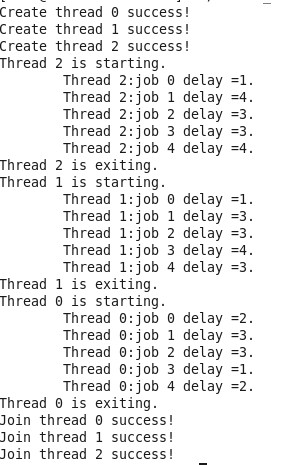 Create thread 0 success!
Create thread 1 success!
Create thread 2 success!
Thread 2 is starting.
Thread 2:job 0 delay =1.
Thread 2:job 1 delay =4.
Thread 2:job 2 delay =3.
Thread 2:job 3 delay =3.
Thread 2:job 4 delay =4.
Thread 2 is exiting.
Thread 1 is starting.
Thread 1:job 0 delay =1.
Thread 1:job 1 delay =3.
Thread 1:job 2 delay =3.
Thread 1:job 3 delay =4.
Thread 1:job 4 delay =3.
Thread 1 is exiting.
Thread 0 is starting.
Thread 0:job 0 delay =2.
Thread 0:job 1 delay =3.
Thread 0:job 2 delay =3.
Thread 0:job 3 delay =1.
Thread 0:job 4 delay =2.
Thread 0 is exiting.
Join thread 0 success!
Join thread 1 success!
Join thread 2 success!